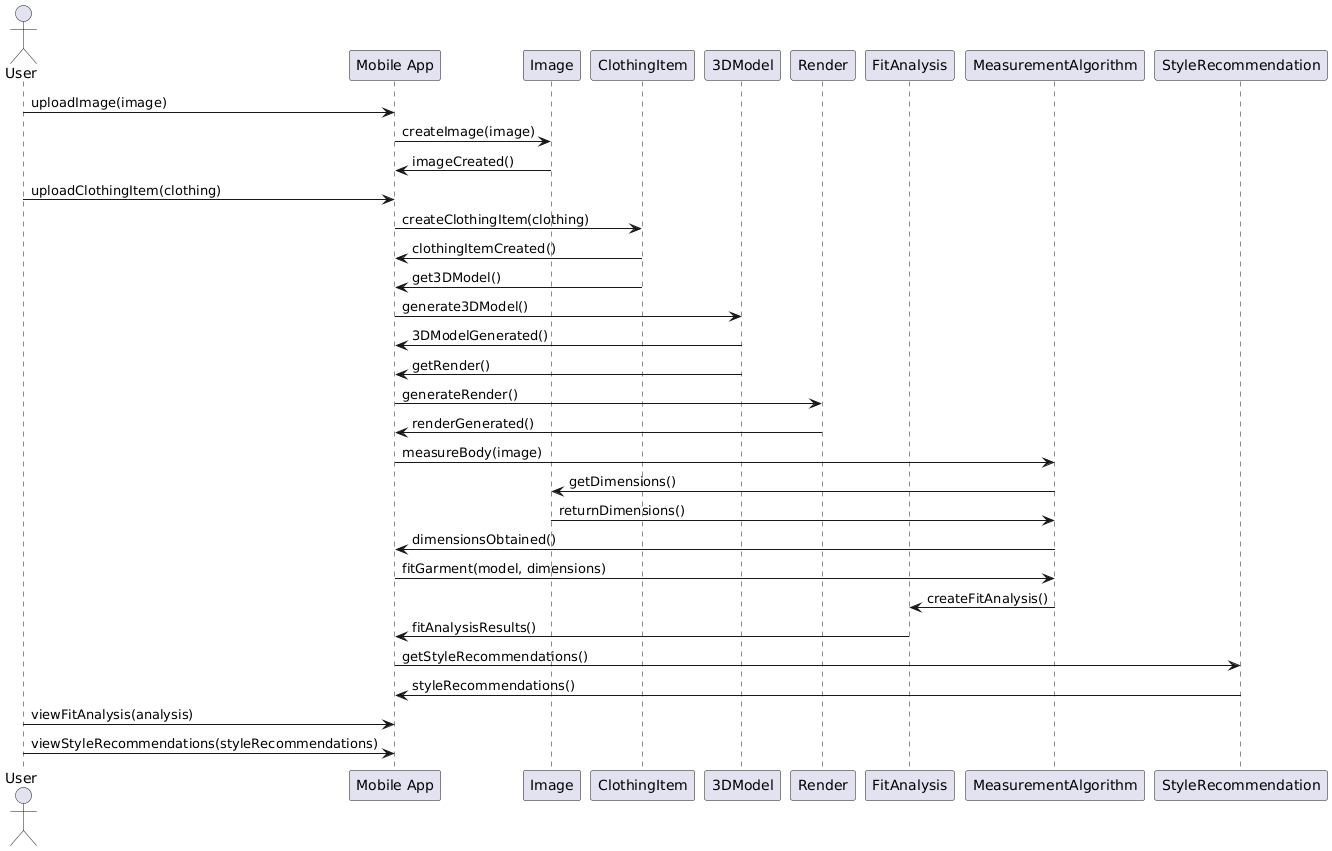 User
Mobile App
Image
ClothingItem
3DModel
Render
FitAnalysis
MeasurementAlgorithm
StyleRecommendation
uploadImage(image)
createImage(image)
imageCreated()
uploadClothingItem(clothing)
createClothingItem(clothing)
clothingItemCreated()
get3DModel()
generate3DModel()
3DModelGenerated()
getRender()
generateRender()
renderGenerated()
measureBody(image)
getDimensions()
returnDimensions()
dimensionsObtained()
fitGarment(model, dimensions)
createFitAnalysis()
fitAnalysisResults()
getStyleRecommendations()
styleRecommendations()
viewFitAnalysis(analysis)
viewStyleRecommendations(styleRecommendations)
User
Mobile App
Image
ClothingItem
3DModel
Render
FitAnalysis
MeasurementAlgorithm
StyleRecommendation